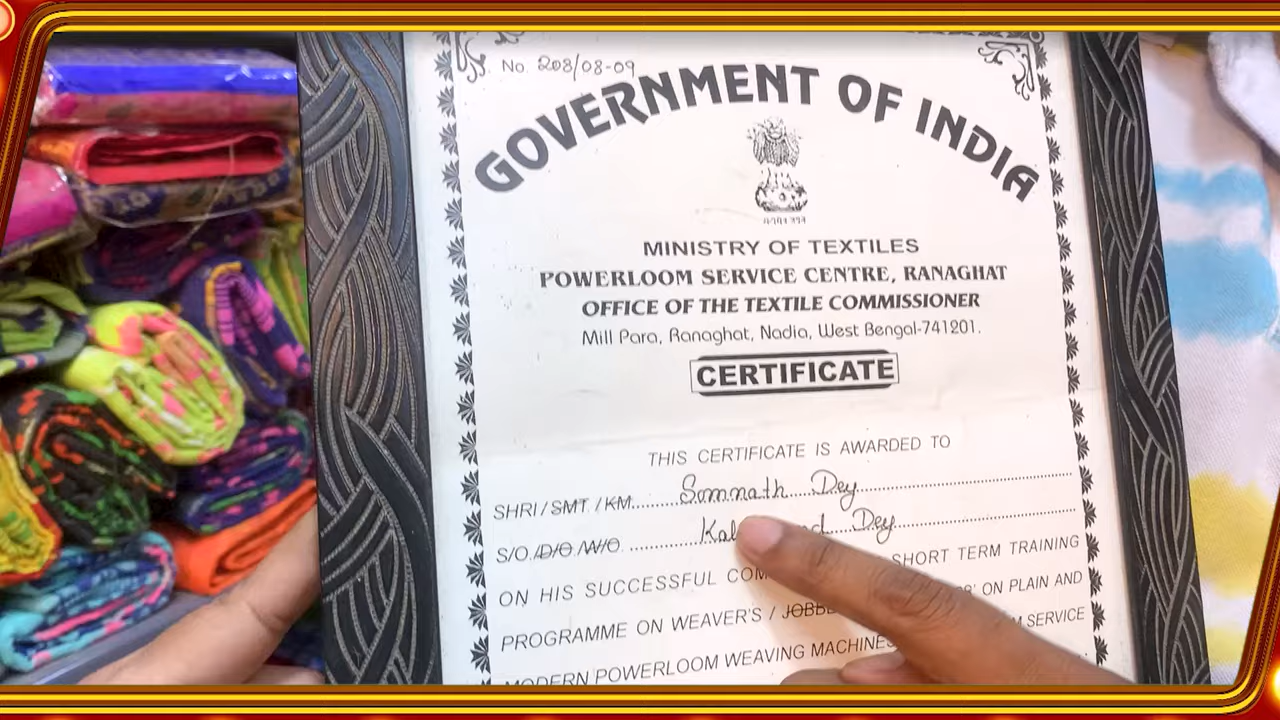 No. 208/08-09
GOVERNMENT OF INDIA
MINISTRY OF TEXTILES
POWERLOOM SERVICE CENTRE, RANAGHAT
OFFICE OF THE TEXTILE COMMISSIONER
Mill Para, Ranaghat, Nadia, West Bengal-741201.
CERTIFICATE
THIS CERTIFICATE IS AWARDED TO
SHRI / SMT. / KM. Somnath Dey
S/O. D/O. W/O. Dey
ON HIS SUCCESSFUL SHORT TERM TRAINING
PROGRAMME ON WEAVER'S / ON PLAIN AND
MODERN POWERLOOM WEAVING MACHINES SERVICE